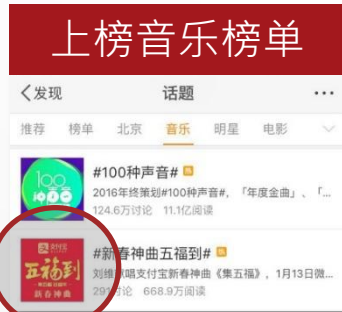 上榜音乐榜单
发现
话题
推荐 榜单 北京 音乐 明星 电影
100
#100种声音#
2016年终策划#100种声音#，「年度金曲」、「...
124.6万讨论 11.1亿阅读
支付宝
五福到
新春神曲
#新春神曲五福到#
刘维 唱支付宝新春神曲《集五福》，1月13日微...
291讨论 668.9万阅读